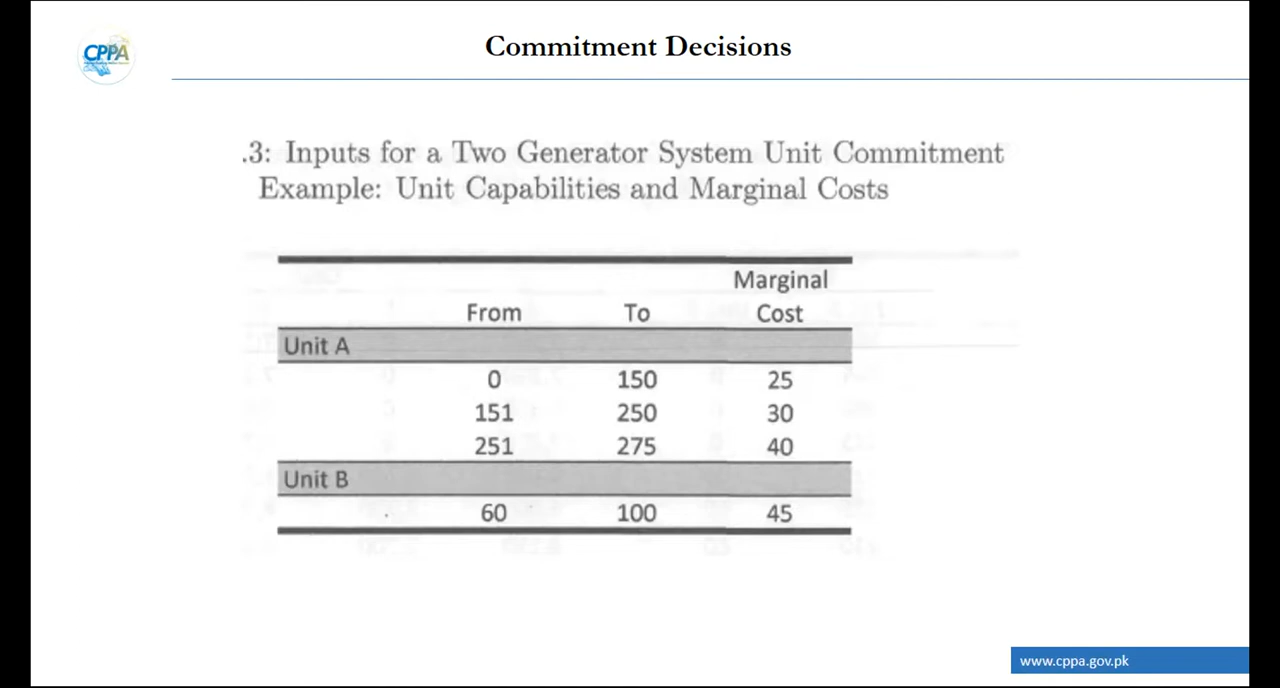 CPPA
Commitment Decisions
.3: Inputs for a Two Generator System Unit Commitment
Example: Unit Capabilities and Marginal Costs
Marginal
From To Cost
Unit A
0 150 25
151 250 30
251 275 40
Unit B
60 100 45
www.cppa.gov.pk